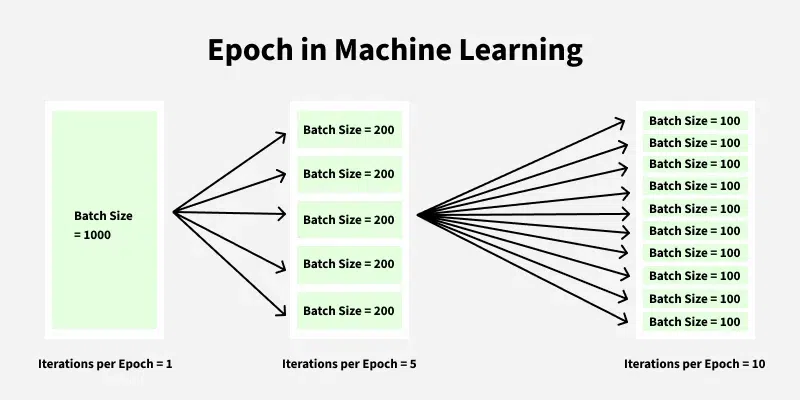 Epoch in Machine Learning
Batch Size
= 1000
Iterations per Epoch = 1
Batch Size = 200
Batch Size = 200
Batch Size = 200
Batch Size = 200
Batch Size = 200
Iterations per Epoch = 5
Batch Size = 100
Batch Size = 100
Batch Size = 100
Batch Size = 100
Batch Size = 100
Batch Size = 100
Batch Size = 100
Batch Size = 100
Batch Size = 100
Batch Size = 100
Iterations per Epoch = 10